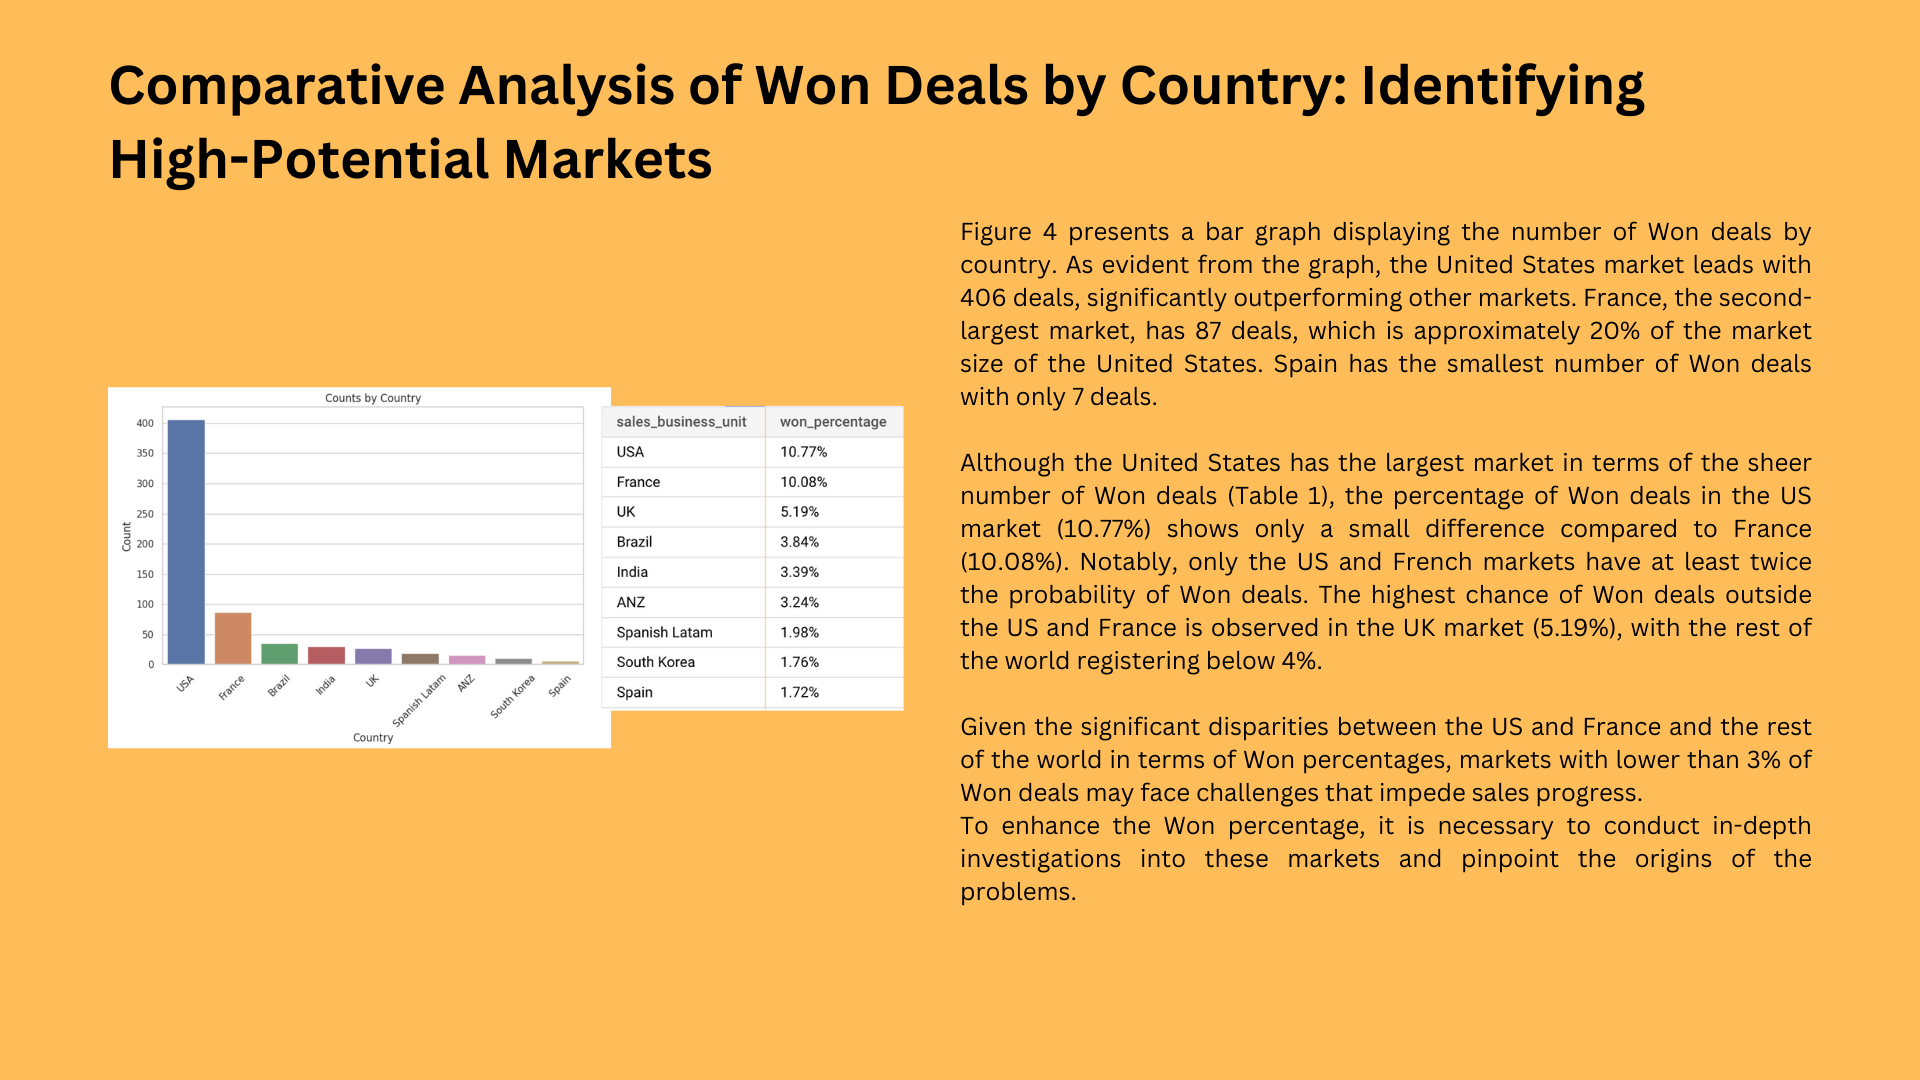 Comparative Analysis of Won Deals by Country: Identifying
High-Potential Markets
Counts by Country
Count
400
350
300
250
200
150
100
50
0
USA
France
Brazil
India
UK
Spanish Latam
ANZ
South Korea
Spain
Country
sales_business_unit won_percentage
USA 10.77%
France 10.08%
UK 5.19%
Brazil 3.84%
India 3.39%
ANZ 3.24%
Spanish Latam 1.98%
South Korea 1.76%
Spain 1.72%
Figure 4 presents a bar graph displaying the number of Won deals by
country. As evident from the graph, the United States market leads with
406 deals, significantly outperforming other markets. France, the second-
largest market, has 87 deals, which is approximately 20% of the market
size of the United States. Spain has the smallest number of Won deals
with only 7 deals.
Although the United States has the largest market in terms of the sheer
number of Won deals (Table 1), the percentage of Won deals in the US
market (10.77%) shows only a small difference compared to France
(10.08%). Notably, only the US and French markets have at least twice
the probability of Won deals. The highest chance of Won deals outside
the US and France is observed in the UK market (5.19%), with the rest of
the world registering below 4%.
Given the significant disparities between the US and France and the rest
of the world in terms of Won percentages, markets with lower than 3% of
Won deals may face challenges that impede sales progress.
To enhance the Won percentage, it is necessary to conduct in-depth
investigations into these markets and pinpoint the origins of the
problems.